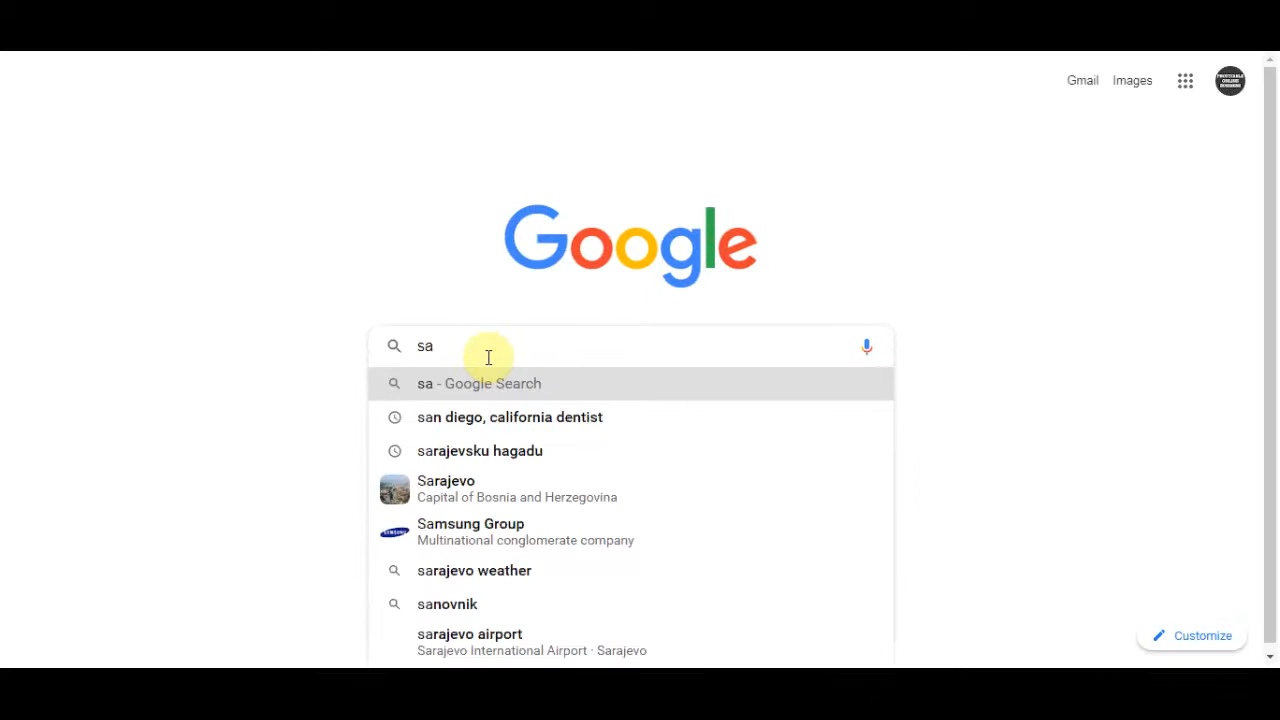 Gmail Images
Google
sa
sa - Google Search
san diego, california dentist
sarajevsku hagadu
Sarajevo
Capital of Bosnia and Herzegovina
SAMSUNG
Samsung Group
Multinational conglomerate company
sarajevo weather
sanovnik
sarajevo airport
Sarajevo International Airport · Sarajevo
Customize